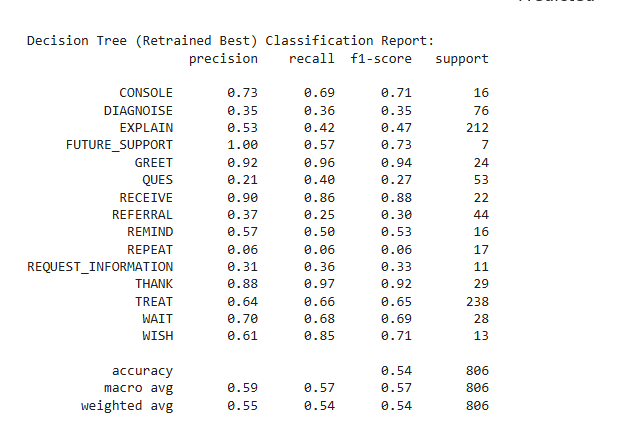 Predicted
Decision Tree (Retrained Best) Classification Report:
precision recall f1-score support
CONSOLE 0.73 0.69 0.71 16
DIAGNOISE 0.35 0.36 0.35 76
EXPLAIN 0.53 0.42 0.47 212
FUTURE_SUPPORT 1.00 0.57 0.73 7
GREET 0.92 0.96 0.94 24
QUES 0.21 0.40 0.27 53
RECEIVE 0.90 0.86 0.88 22
REFERRAL 0.37 0.25 0.30 44
REMIND 0.57 0.50 0.53 16
REPEAT 0.06 0.06 0.06 17
REQUEST_INFORMATION 0.31 0.36 0.33 11
THANK 0.88 0.97 0.92 29
TREAT 0.64 0.66 0.65 238
WAIT 0.70 0.68 0.69 28
WISH 0.61 0.85 0.71 13
accuracy 0.54 806
macro avg 0.59 0.57 0.57 806
weighted avg 0.55 0.54 0.54 806